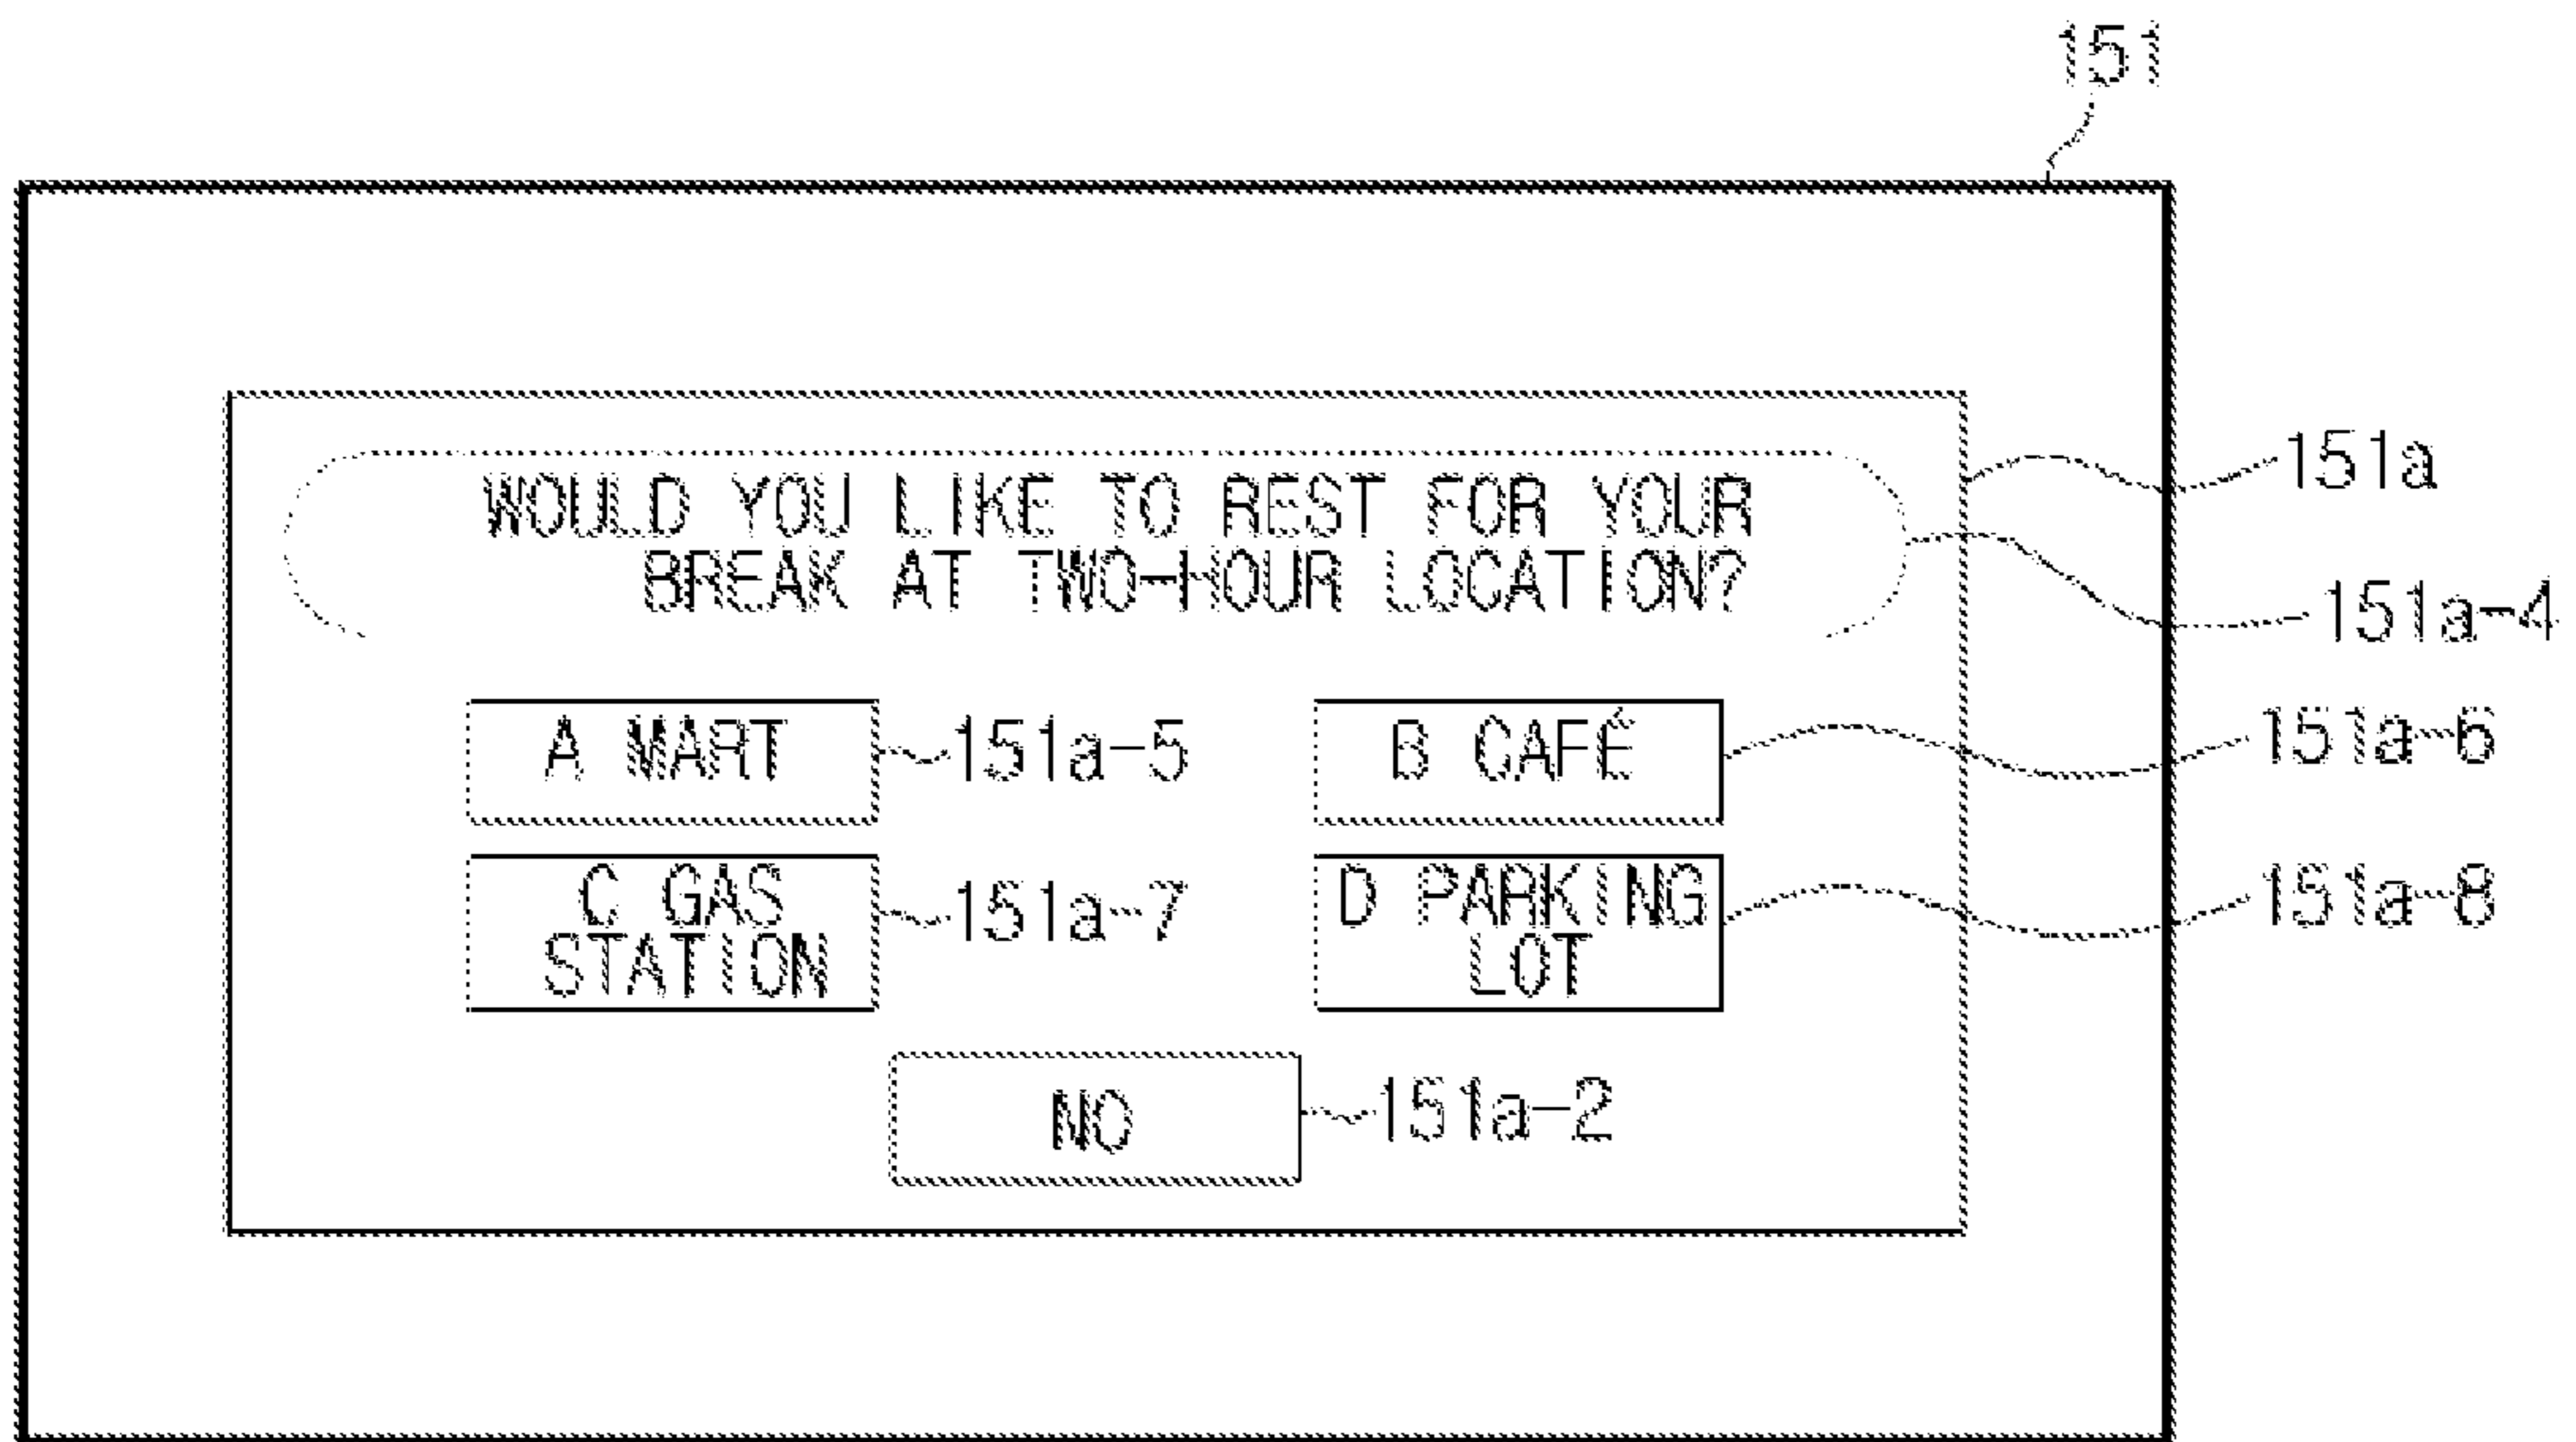 151
WOULD YOU LIKE TO REST FOR YOUR
BREAK AT TWO-HOUR LOCATION?
151a
151a-4
A MART
151a-5
B CAFÉ
151a-6
C GAS
STATION
151a-7
D PARKING
LOT
151a-8
NO
151a-2